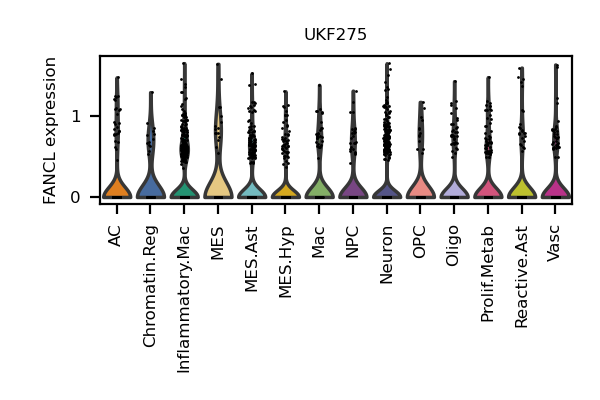 UKF275
FANCL expression
1
0
AC
Chromatin.Reg
Inflammatory.Mac
MES
MES.Ast
MES.Hyp
Mac
NPC
Neuron
OPC
Oligo
Prolif.Metab
Reactive.Ast
Vasc